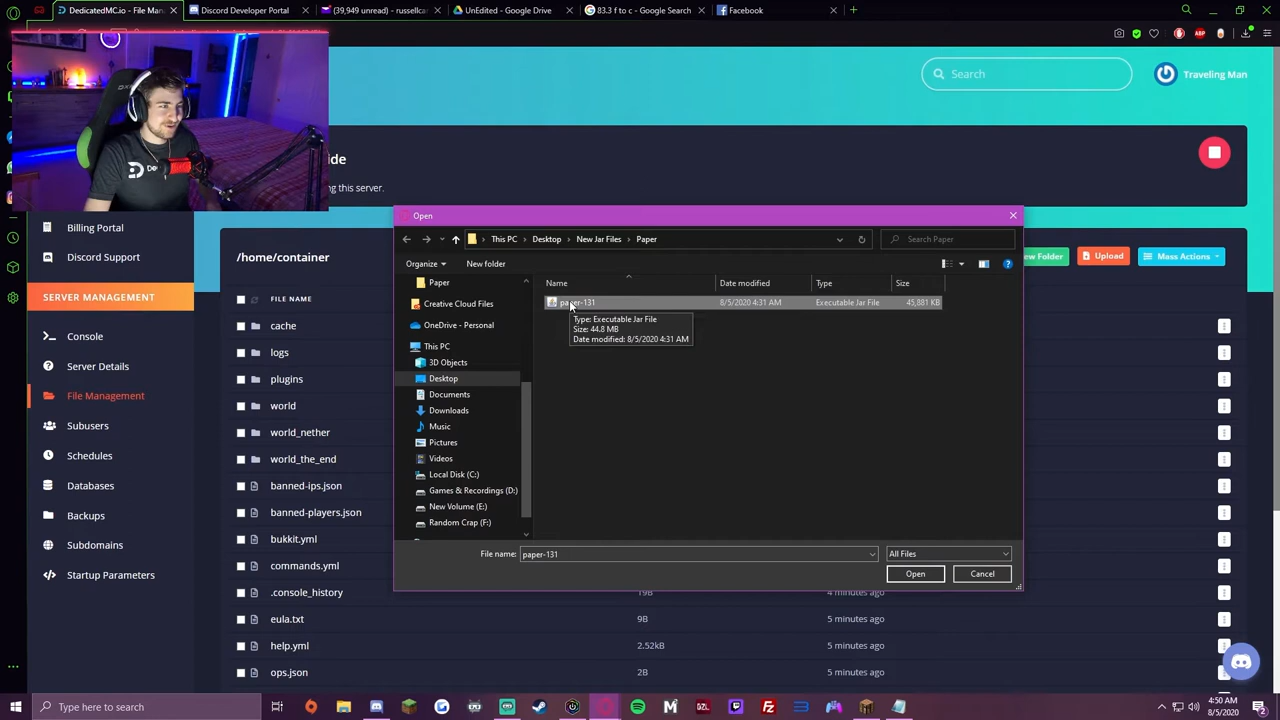 DedicatedMC.io - File Man
Discord Developer Portal
(39,949 unread) - russellca
UnEdited - Google Drive
83.3 f to c - Google Search
Facebook
ABP
Search
Traveling Man
ide
ing this server.
Billing Portal
Discord Support
SERVER MANAGEMENT
Console
Server Details
File Management
Subusers
Schedules
Databases
Backups
Subdomains
Startup Parameters
/home/container
ew Folder
Upload
Mass Actions
FILE NAME
cache
logs
plugins
world
world_nether
world_the_end
banned-ips.json
banned-players.json
bukkit.yml
commands.yml
.console_history 19B 4 minutes ago
eula.txt 9B 5 minutes ago
help.yml 2.52kB 5 minutes ago
ops.json 2B 5 minutes ago
Open
This PC > Desktop > New Jar Files > Paper
Search Paper
Organize
New folder
Paper
Creative Cloud Files
OneDrive - Personal
This PC
3D Objects
Desktop
Documents
Downloads
Music
Pictures
Videos
Local Disk (C:)
Games & Recordings (D:)
New Volume (E:)
Random Crap (F:)
Name Date modified Type Size
paper-131 8/5/2020 4:31 AM Executable Jar File 45,881 KB
Type: Executable Jar File
Size: 44.8 MB
Date modified: 8/5/2020 4:31 AM
File name: paper-131
All Files
Open Cancel
Type here to search
4:50 AM
8/5/2020
2